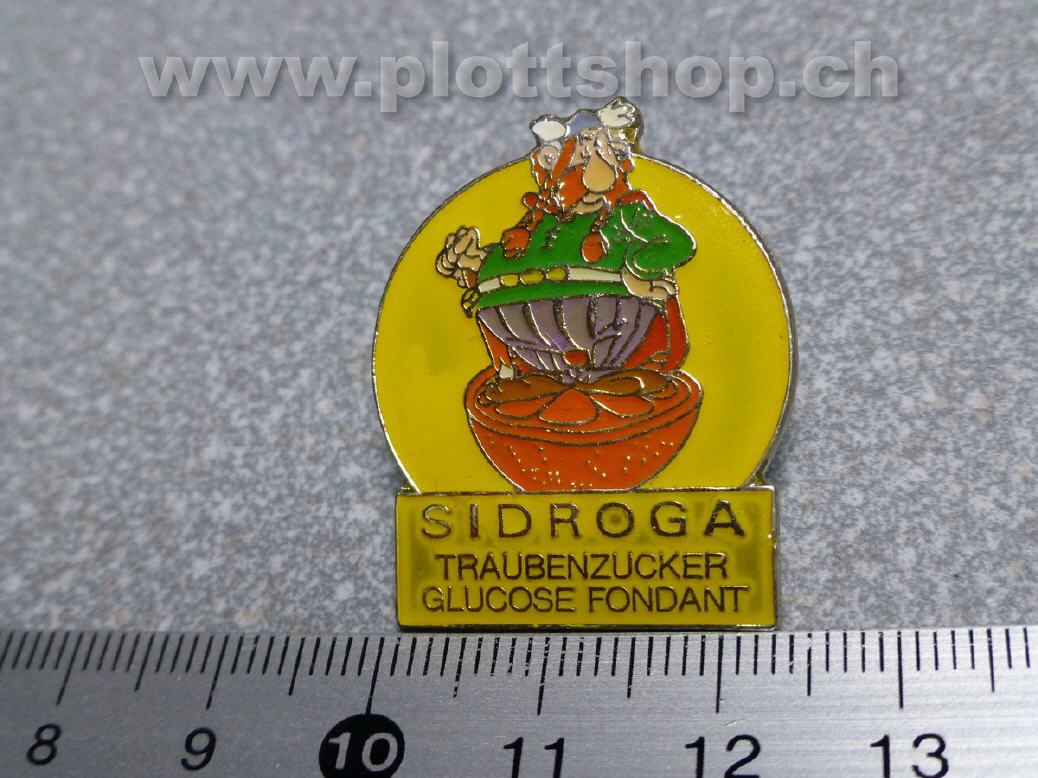 www.plottshop.ch
SIDROGA
TRAUBENZUCKER
GLUCOSE FONDANT
8 9 10 11 12 13